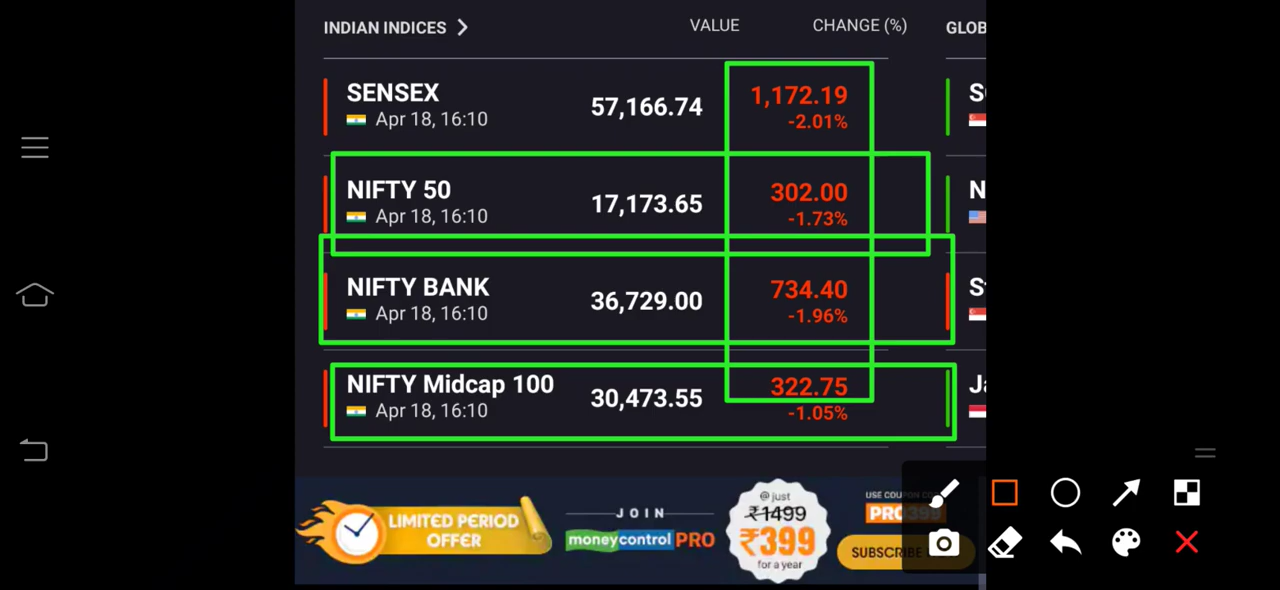 INDIAN INDICES VALUE CHANGE (%) GLOB
SENSEX
Apr 18, 16:10
57,166.74
1,172.19
-2.01%
NIFTY 50
Apr 18, 16:10
17,173.65
302.00
-1.73%
NIFTY BANK
Apr 18, 16:10
36,729.00
734.40
-1.96%
NIFTY Midcap 100
Apr 18, 16:10
30,473.55
322.75
-1.05%
LIMITED PERIOD
OFFER
JOIN
moneycontrol PRO
@ just
₹1499
₹399
for a year
USE COUPON CO
PRO399
SUBSCRIBE